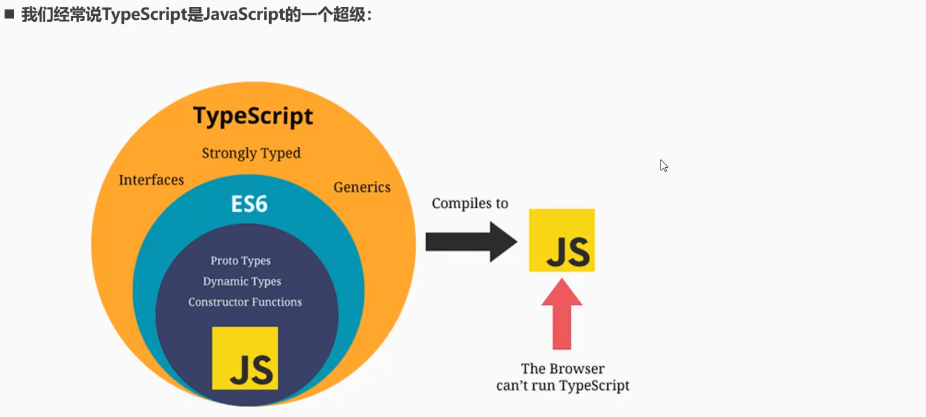 ■ 我们经常说TypeScript是JavaScript的一个超级：
TypeScript
Strongly Typed
Interfaces
Generics
ES6
Proto Types
Dynamic Types
Constructor Functions
JS
Compiles to
JS
The Browser
can't run TypeScript